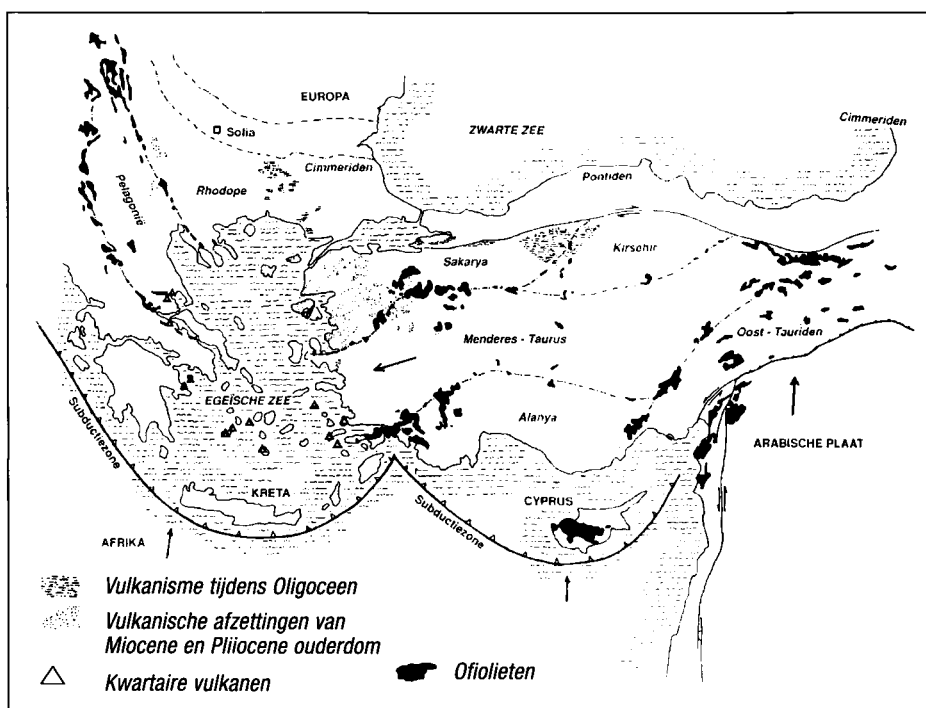 EUROPA
Sofia
ZWARTE ZEE
Cimmeriden
Cimmeriden
Pontiden
Rhodope
Pelagonië
Sakarya
Kirsehir
Menderes - Taurus
Oost - Tauriden
EGEÏSCHE ZEE
Alanya
ARABISCHE PLAAT
Subductiezone
KRETA
CYPRUS
Subductiezone
AFRIKA
Vulkanisme tijdens Oligoceen
Vulkanische afzettingen van
Miocene en Pliiocene ouderdom
Kwartaire vulkanen
Ofiolieten